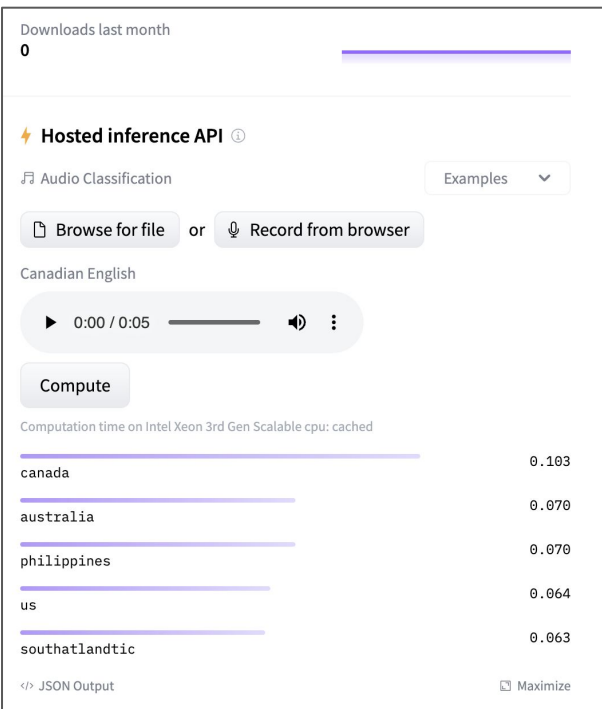 Downloads last month
0
Hosted inference API
Audio Classification
Examples
Browse for file or Record from browser
Canadian English
0:00 / 0:05
Compute
Computation time on Intel Xeon 3rd Gen Scalable cpu: cached
0.103
canada
0.070
australia
0.070
philippines
0.064
us
0.063
southatlandtic
</> JSON Output Maximize